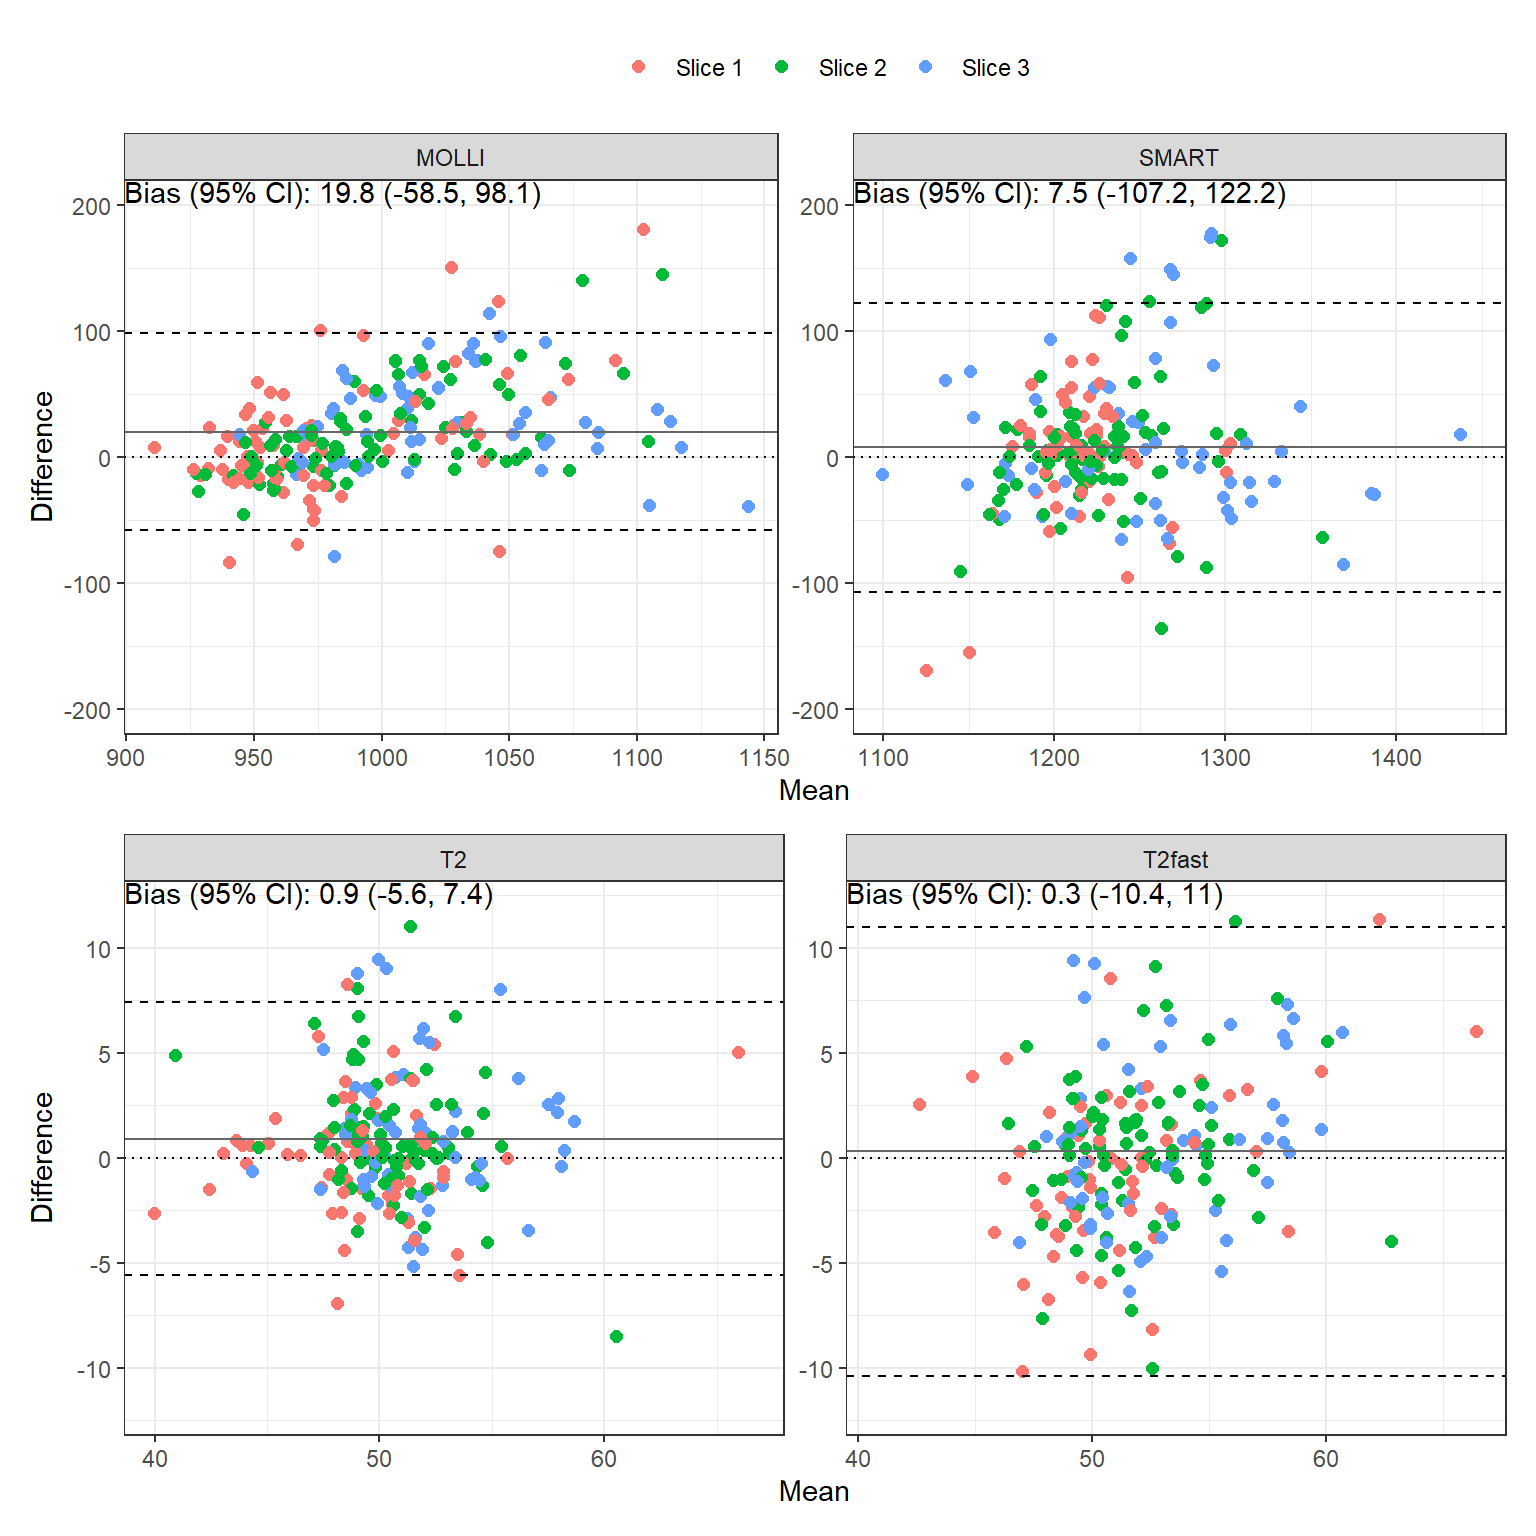 Slice 1 Slice 2 Slice 3
MOLLI SMART
Bias (95% CI): 19.8 (-58.5, 98.1) Bias (95% CI): 7.5 (-107.2, 122.2)
Difference
200
100
0
-100
-200
200
100
0
-100
-200
900 950 1000 1050 1100 1150
1100 1200 1300 1400
Mean
T2 T2fast
Bias (95% CI): 0.9 (-5.6, 7.4) Bias (95% CI): 0.3 (-10.4, 11)
Difference
10
5
0
-5
-10
10
5
0
-5
-10
40 50 60
40 50 60
Mean